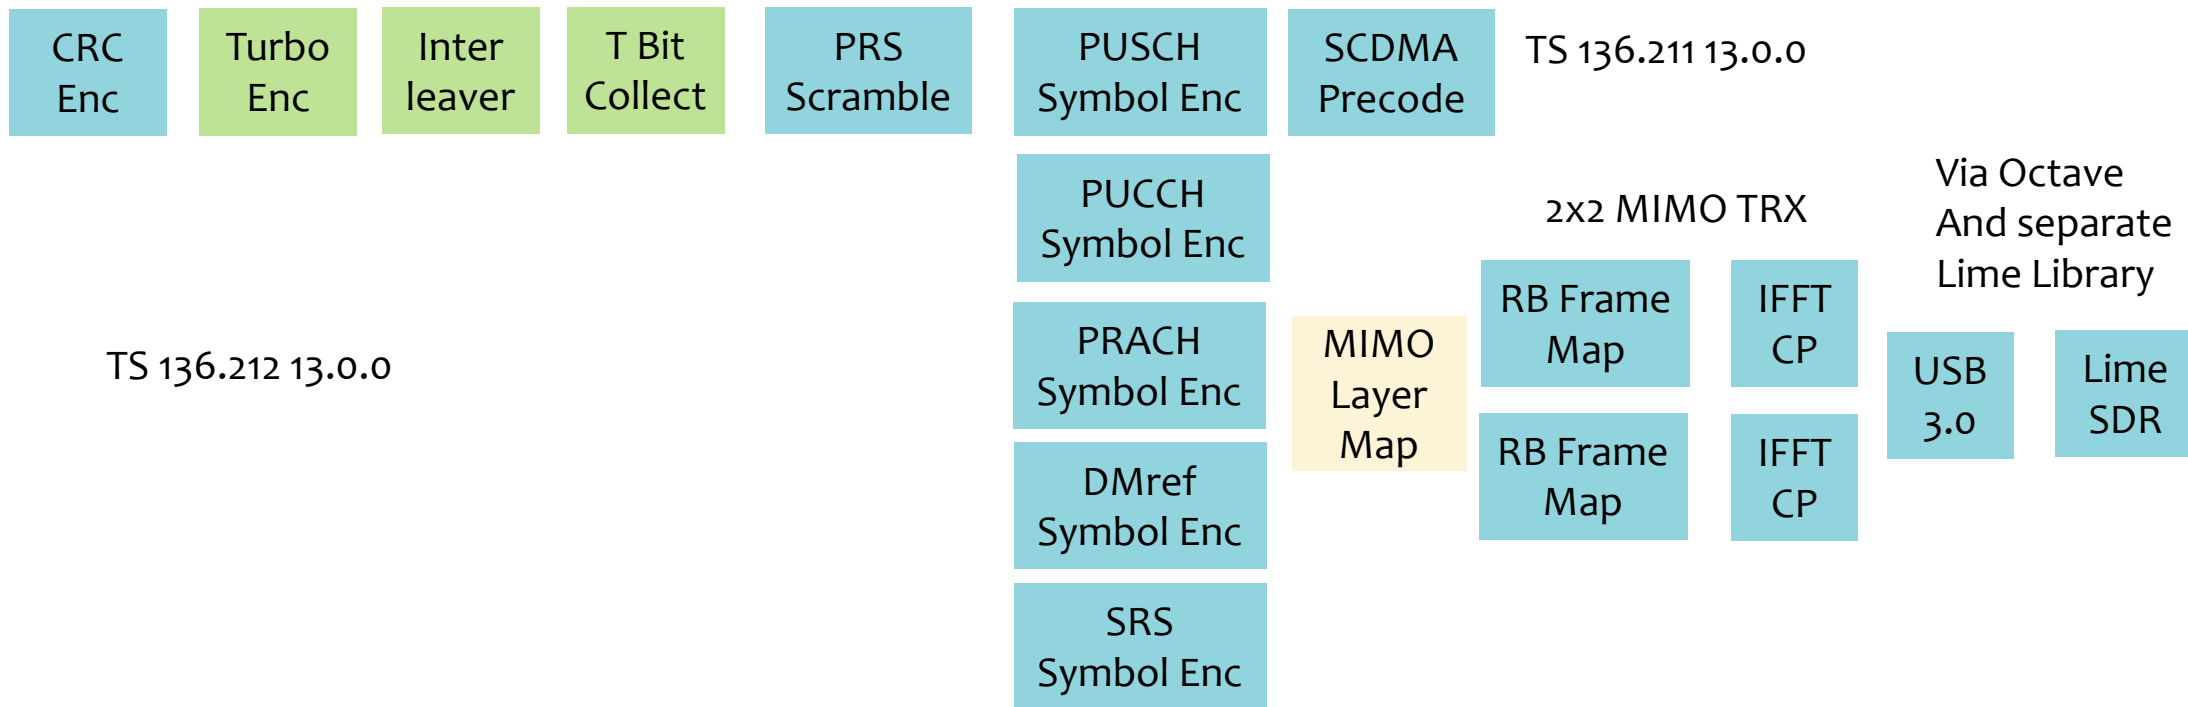 CRC
Enc
Turbo
Enc
Inter
leaver
T Bit
Collect
PRS
Scramble
PUSCH
Symbol Enc
SCDMA
Precode
TS 136.211 13.0.0
PUCCH
Symbol Enc
2x2 MIMO TRX
Via Octave
And separate
Lime Library
TS 136.212 13.0.0
PRACH
Symbol Enc
MIMO
Layer
Map
RB Frame
Map
IFFT
CP
RB Frame
Map
IFFT
CP
USB
3.0
Lime
SDR
DMref
Symbol Enc
SRS
Symbol Enc